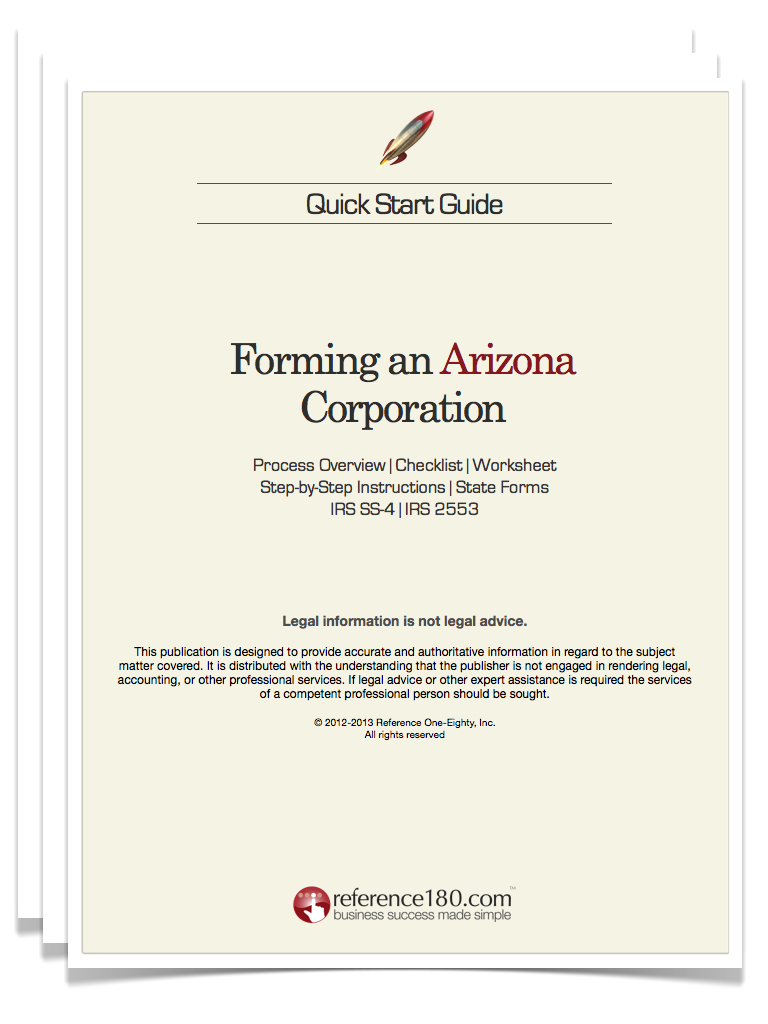 Quick Start Guide
Forming an Arizona
Corporation
Process Overview | Checklist | Worksheet
Step-by-Step Instructions | State Forms
IRS SS-4 | IRS 2553
Legal information is not legal advice.
This publication is designed to provide accurate and authoritative information in regard to the subject
matter covered. It is distributed with the understanding that the publisher is not engaged in rendering legal,
accounting, or other professional services. If legal advice or other expert assistance is required the services
of a competent professional person should be sought.
© 2012-2013 Reference One-Eighty, Inc.
All rights reserved
reference180.com™
business success made simple